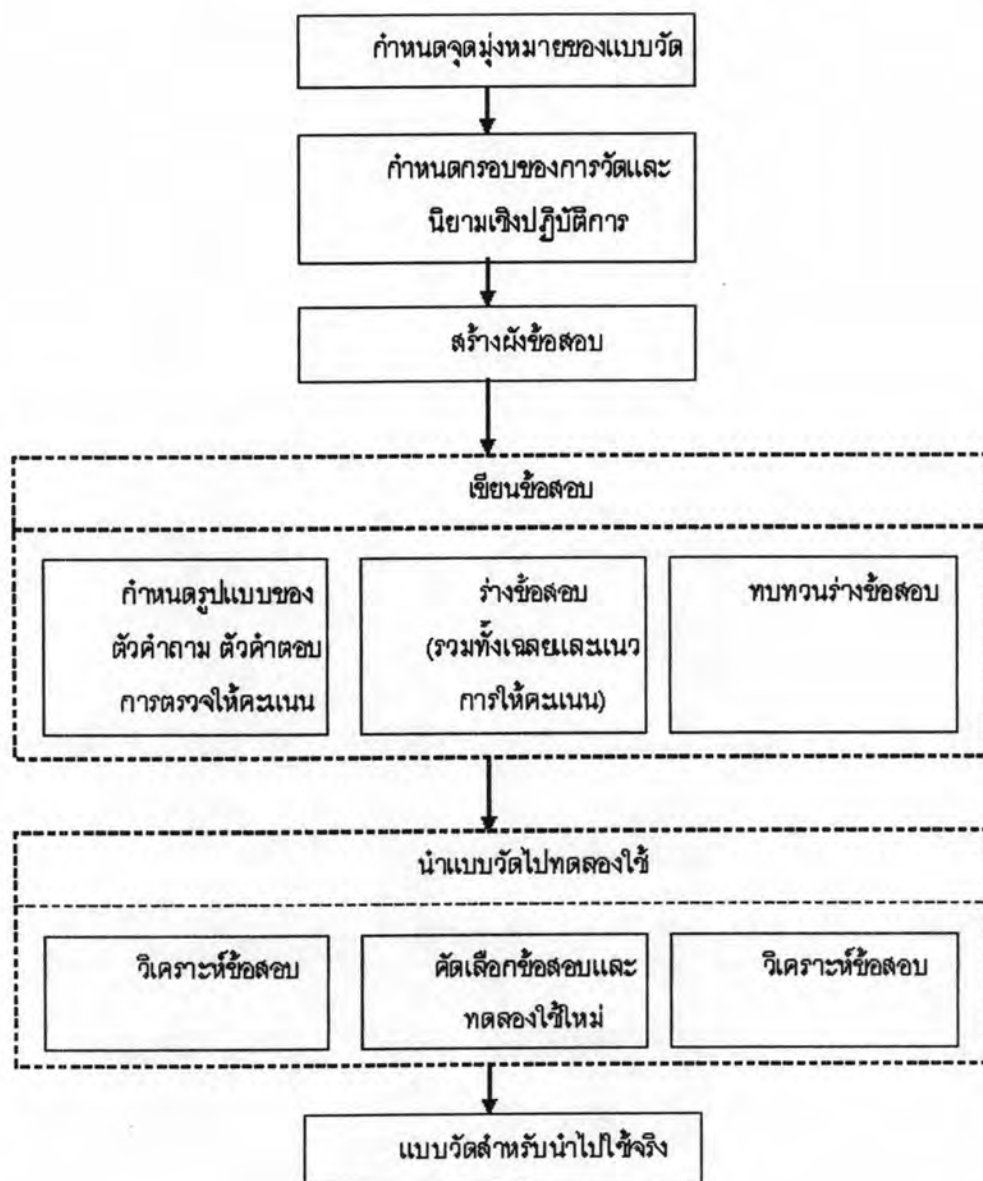 กำหนดจุดมุ่งหมายของแบบวัด
กำหนดกรอบของการวัดและ
นิยามเชิงปฏิบัติการ
สร้างผังข้อสอบ
เขียนข้อสอบ
กำหนดรูปแบบของ
ตัวคำถาม ตัวคำตอบ
การตรวจให้คะแนน
ร่างข้อสอบ
(รวมทั้งเฉลยและแนว
การให้คะแนน)
ทบทวนร่างข้อสอบ
นำแบบวัดไปทดลองใช้
วิเคราะห์ข้อสอบ
คัดเลือกข้อสอบและ
ทดลองใช้ใหม่
วิเคราะห์ข้อสอบ
แบบวัดสำหรับนำไปใช้จริง